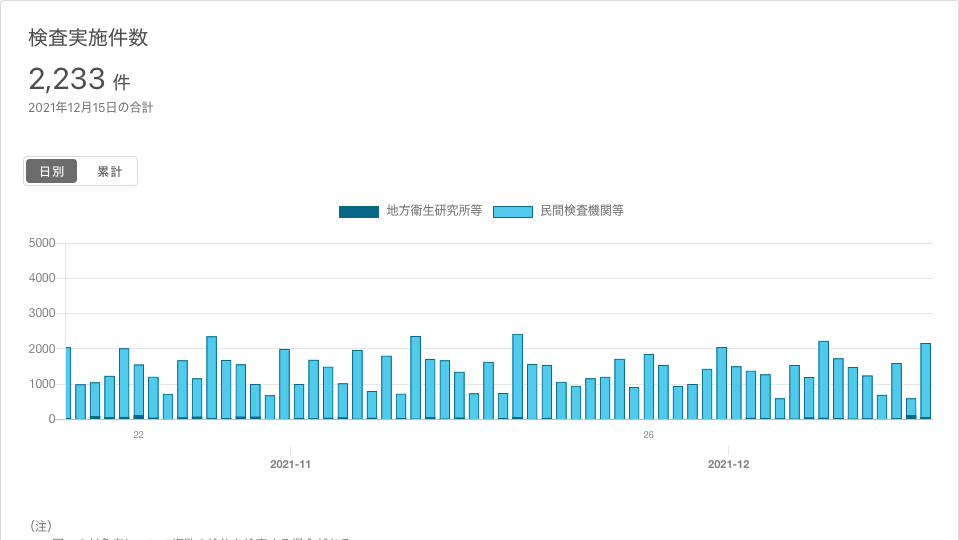 検査実施件数
2,233 件
2021年12月15日の合計
日別 累計
地方衛生研究所等 民間検査機関等
5000
4000
3000
2000
1000
0
22 26
2021-11 2021-12
（注）